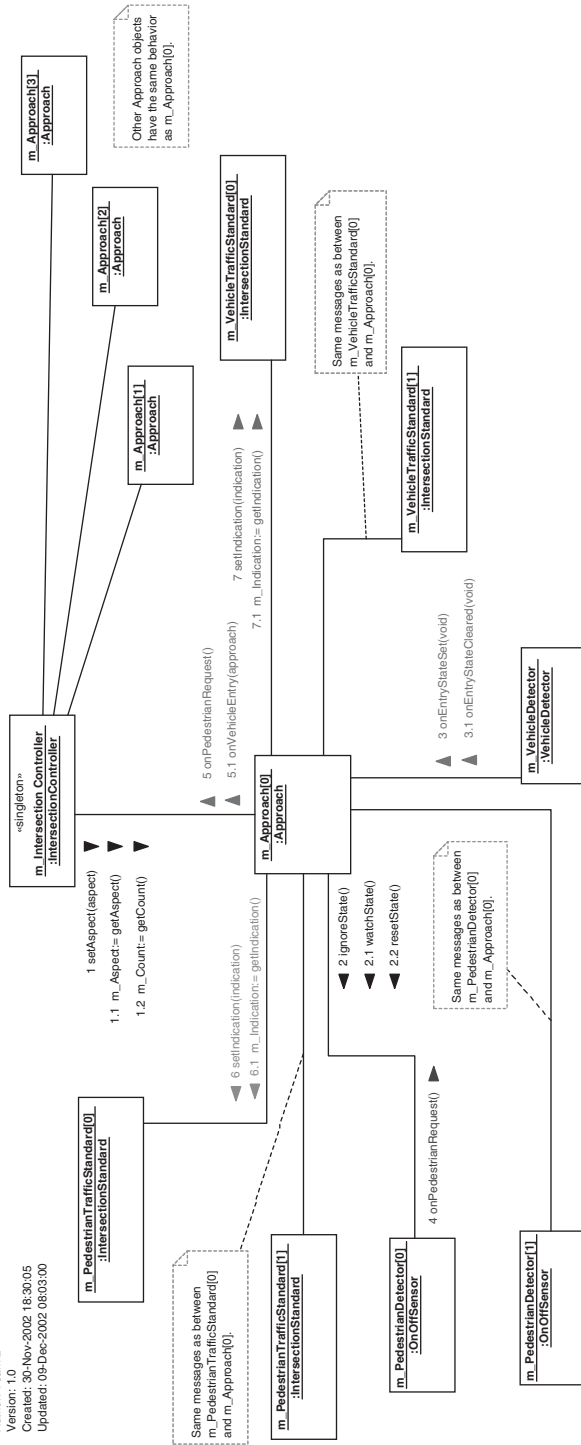 Version: 1.0
Created: 30-Nov-2002 18:30:05
Updated: 09-Dec-2002 08:03:00
«singleton»
m_Intersection Controller
:IntersectionController
m_Approach[3]
:Approach
m_Approach[2]
:Approach
m_Approach[1]
:Approach
Other Approach objects
have the same behavior
as m_Approach[0].
1 setAspect(aspect)
1.1 m_Aspect:= getAspect()
1.2 m_Count:= getCount()
5 onPedestrianRequest()
5.1 onVehicleEntry(approach)
m_PedestrianTrafficStandard[0]
:IntersectionStandard
6 setIndication(indication)
6.1 m_Indication:= getIndication()
7 setIndication(indication)
7.1 m_Indication:= getIndication()
m_VehicleTrafficStandard[0]
:IntersectionStandard
Same messages as between
m_PedestrianTrafficStandard[0]
and m_Approach[0].
m_Approach[0]
:Approach
Same messages as between
m_VehicleTrafficStandard[0]
and m_Approach[0].
m_PedestrianTrafficStandard[1]
:IntersectionStandard
2 ignoreState()
2.1 watchState()
2.2 resetState()
m_VehicleTrafficStandard[1]
:IntersectionStandard
m_PedestrianDetector[0]
:OnOffSensor
4 onPedestrianRequest()
Same messages as between
m_PedestrianDetector[0]
and m_Approach[0].
3 onEntryStateSet(void)
3.1 onEntryStateCleared(void)
m_PedestrianDetector[1]
:OnOffSensor
m_VehicleDetector
:VehicleDetector